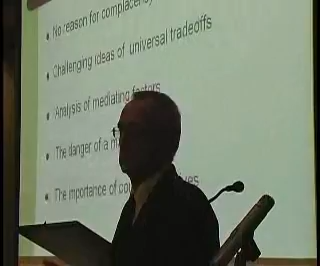 • No reason for complacency
• Challenging ideas of universal tradeoffs
• Analysis of mediating factors
• The danger of a
• The importance of